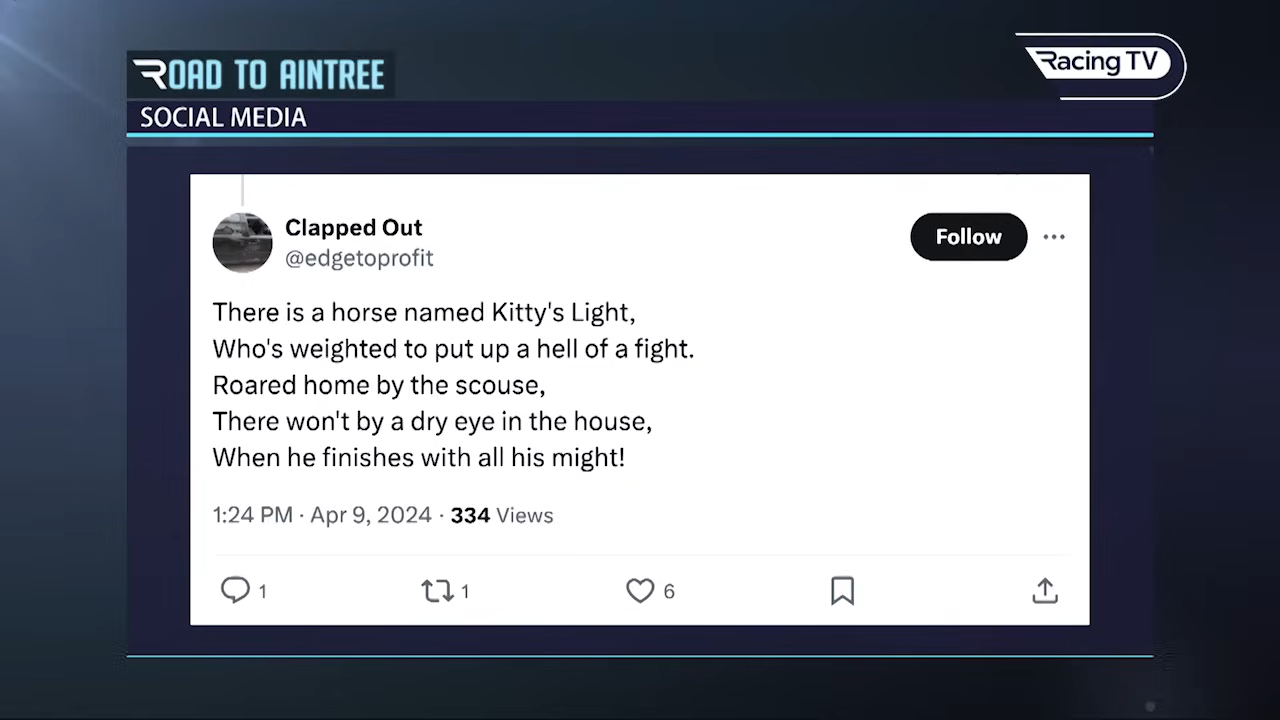 ROAD TO AINTREE
Racing TV
SOCIAL MEDIA
Clapped Out
@edgetoprofit
Follow
There is a horse named Kitty's Light,
Who's weighted to put up a hell of a fight.
Roared home by the scouse,
There won't by a dry eye in the house,
When he finishes with all his might!
1:24 PM · Apr 9, 2024 · 334 Views
1 1 6